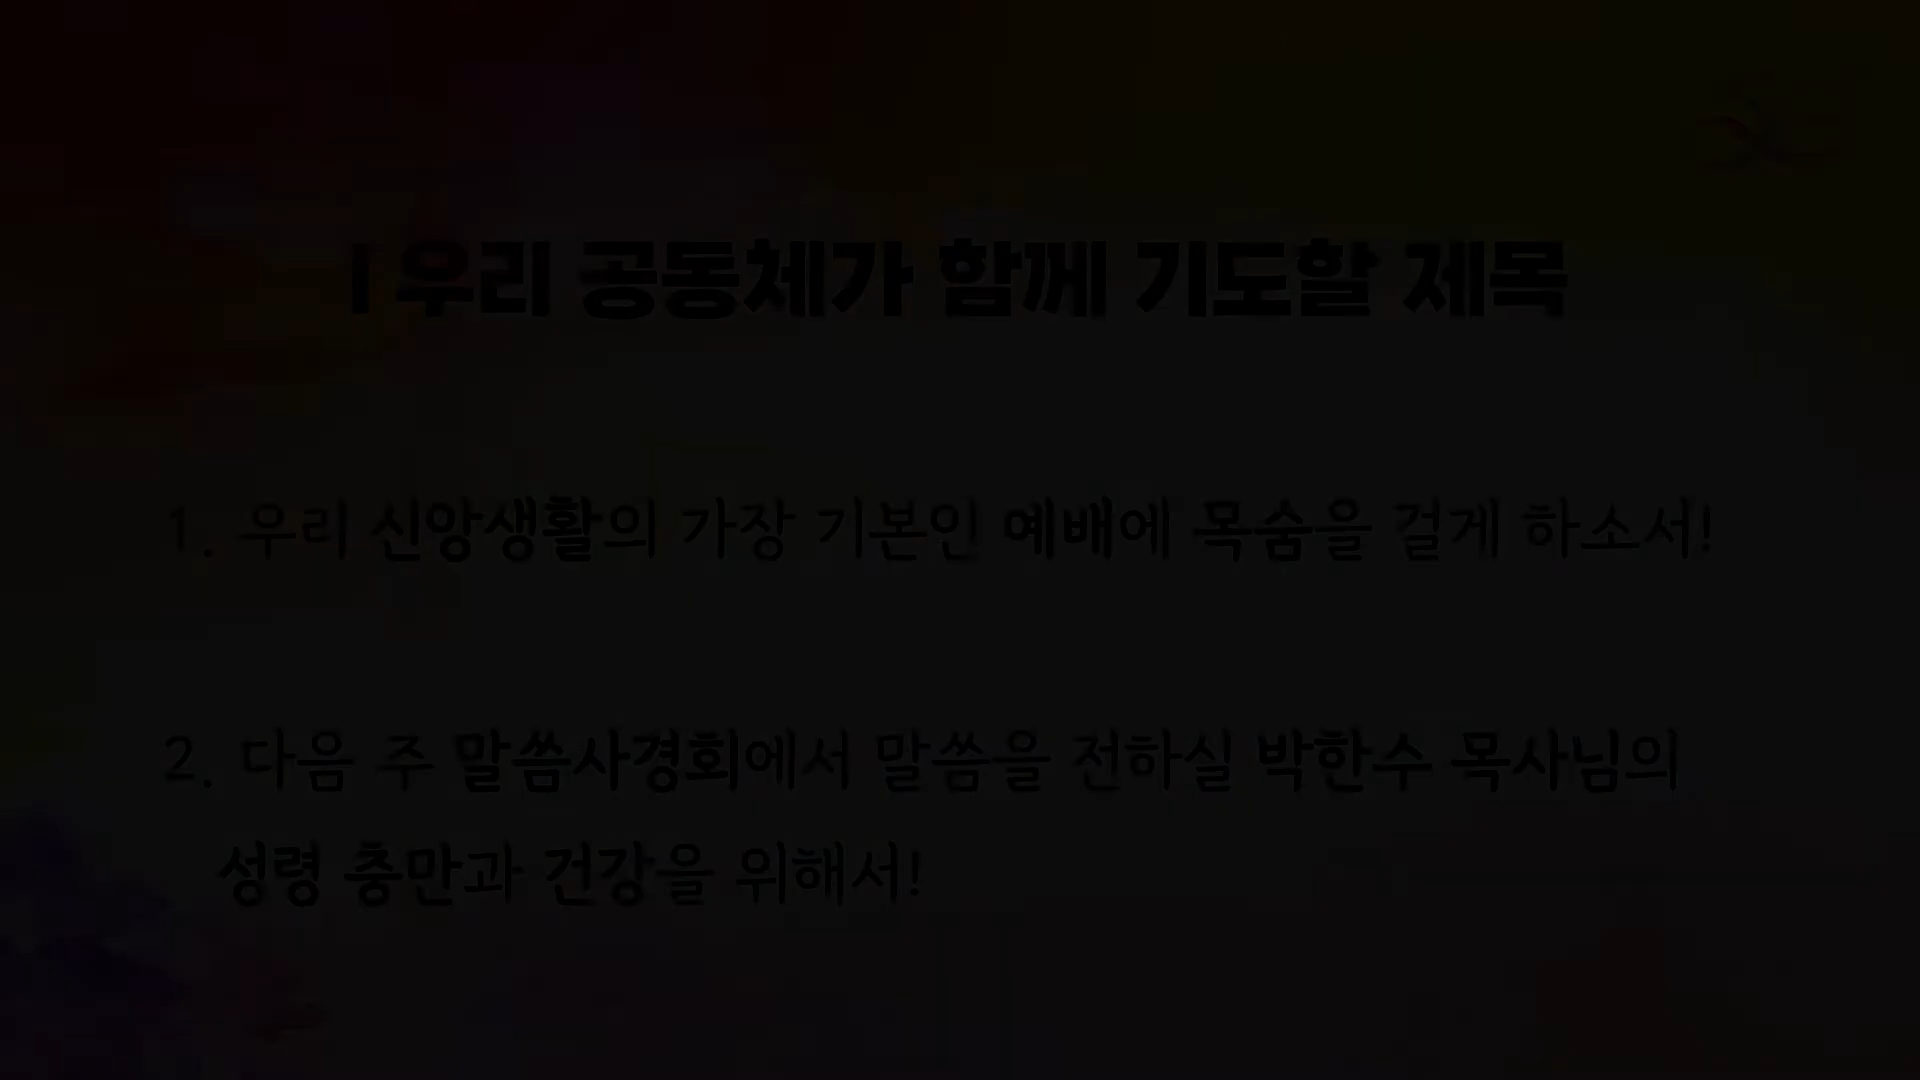 | 우리 공동체가 함께 기도할 제목
1. 우리 신앙생활의 가장 기본인 예배에 목숨을 걸게 하소서!
2. 다음 주 말씀사경회에서 말씀을 전하실 박한수 목사님의
성령 충만과 건강을 위해서!